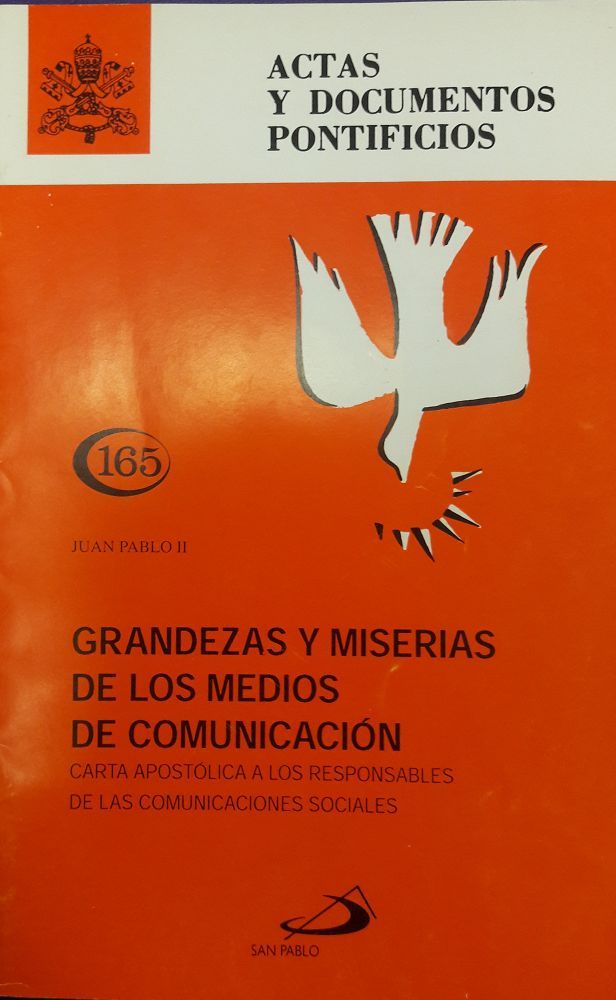 ACTAS
Y DOCUMENTOS
PONTIFICIOS
165
JUAN PABLO II
GRANDEZAS Y MISERIAS
DE LOS MEDIOS
DE COMUNICACIÓN
CARTA APOSTÓLICA A LOS RESPONSABLES
DE LAS COMUNICACIONES SOCIALES
SAN PABLO